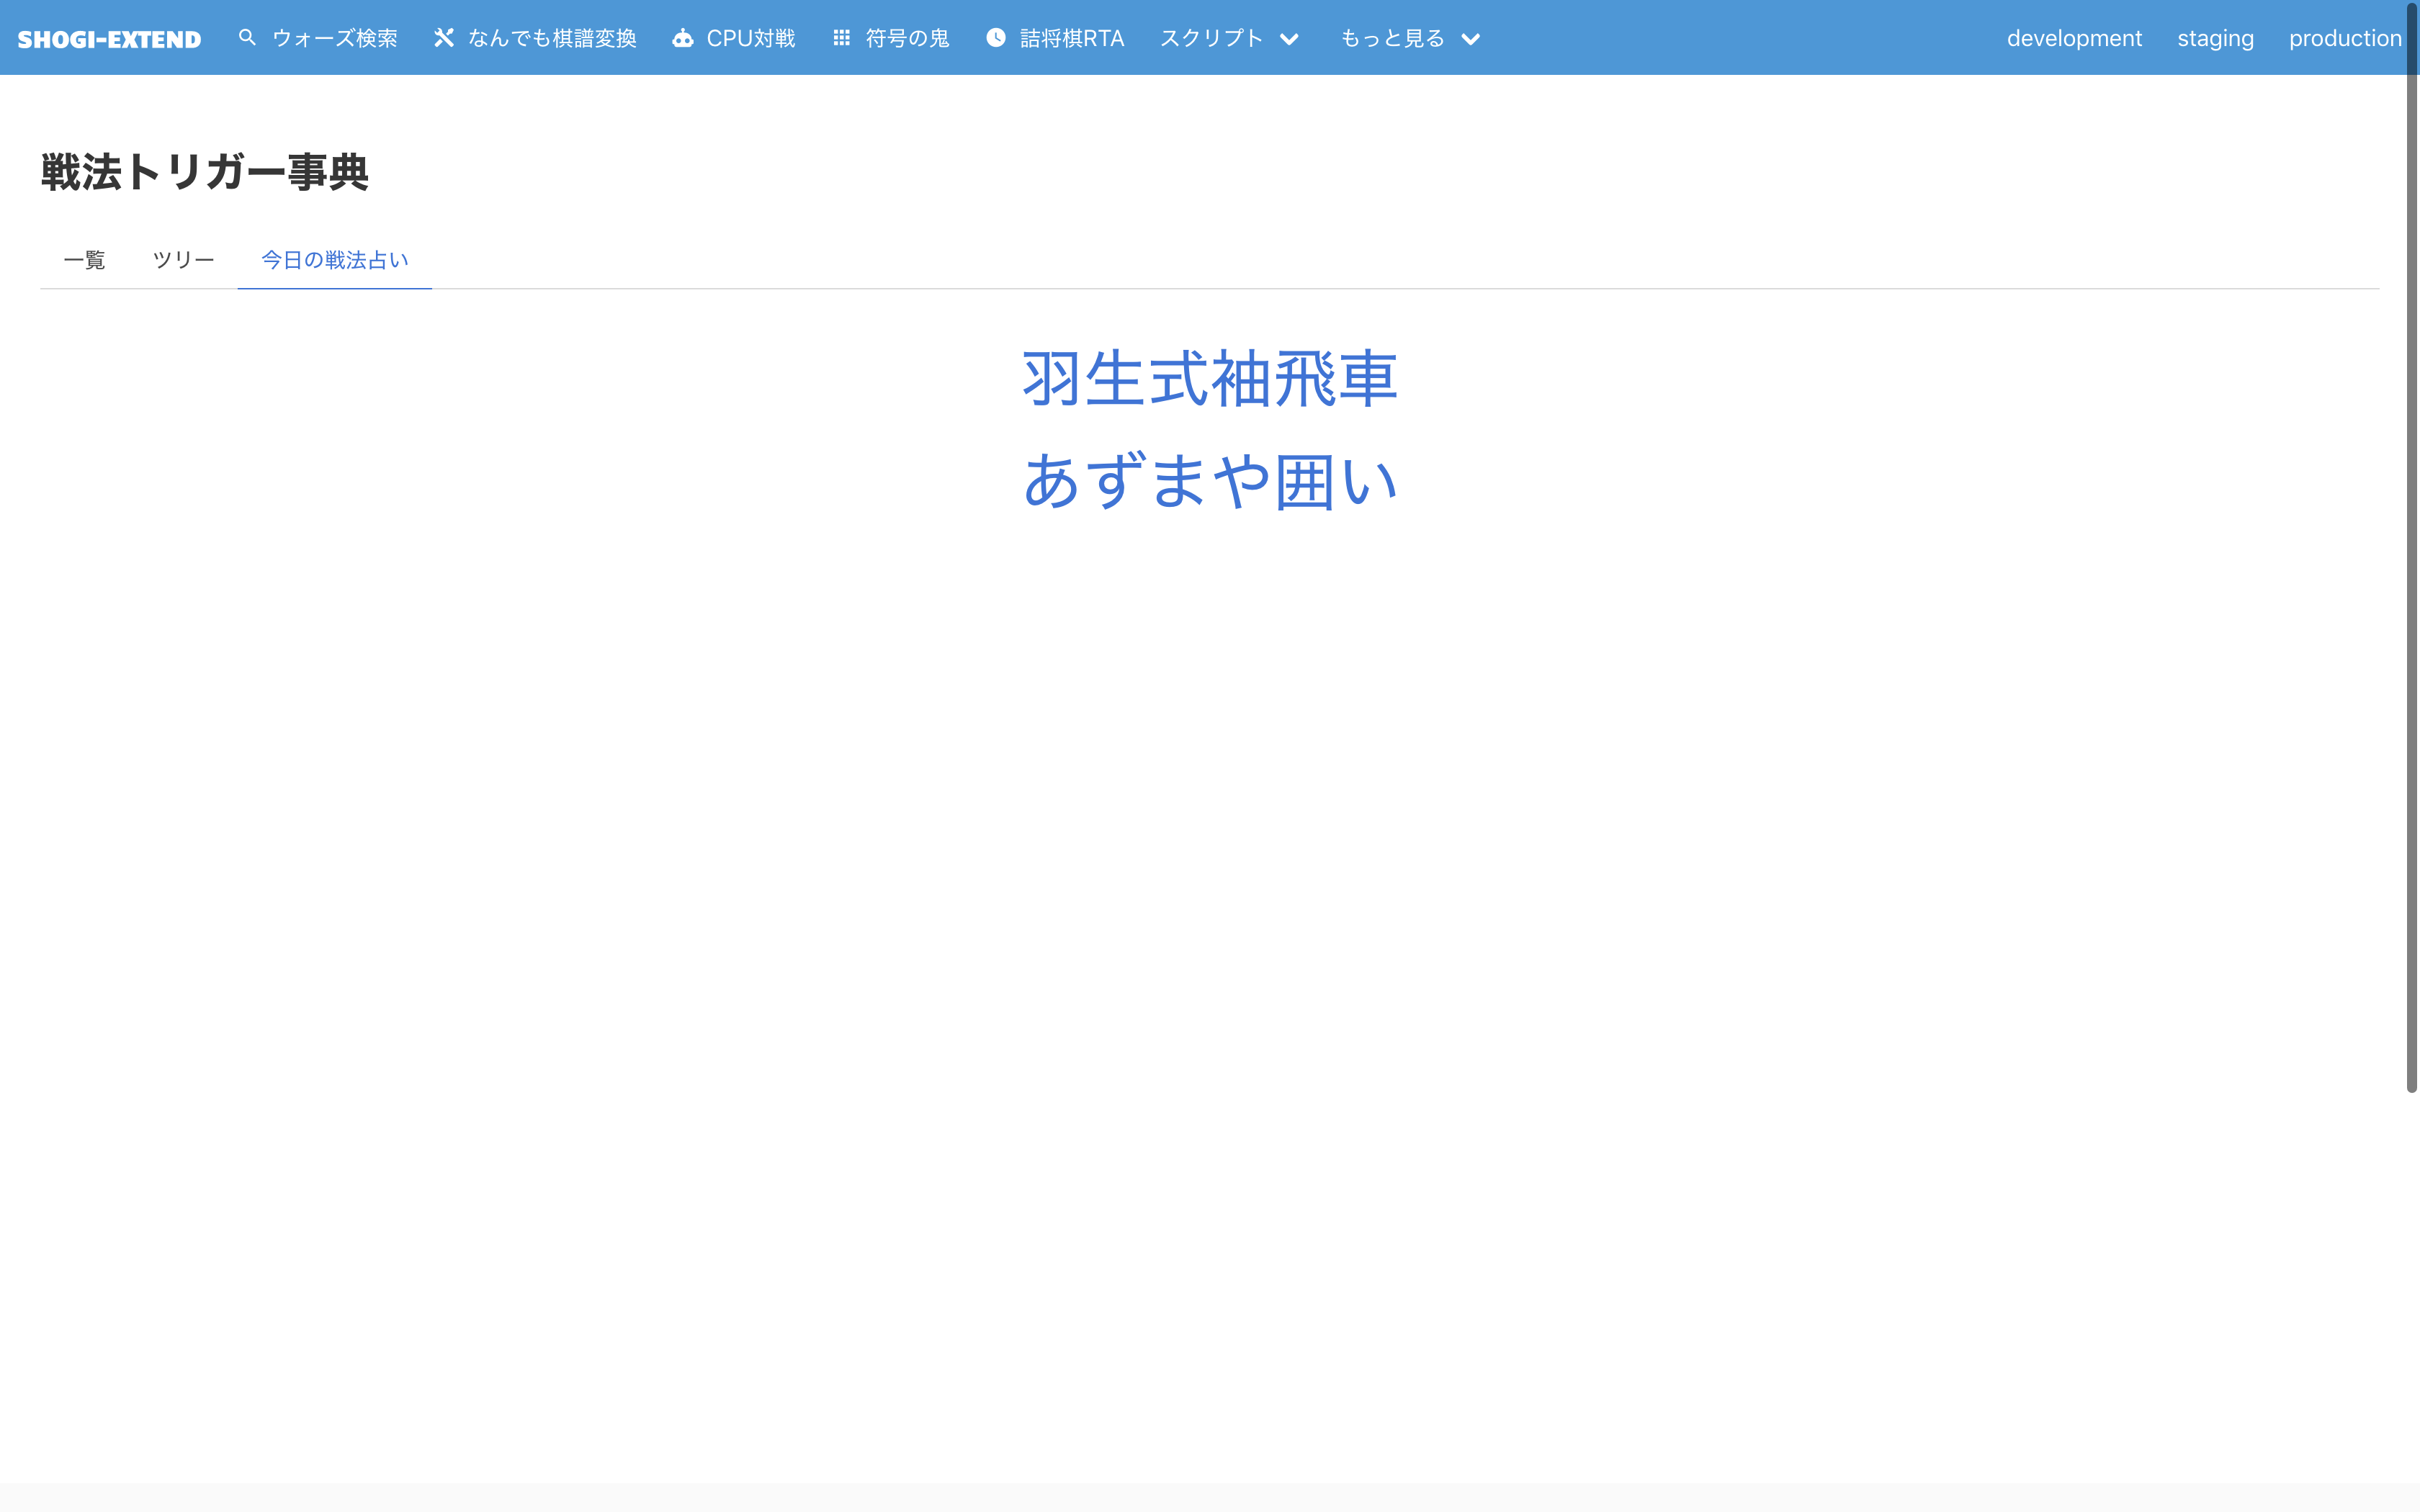 SHOGI-EXTEND ウォーズ検索 なんでも棋譜変換 CPU対戦 符号の鬼 詰将棋RTA スクリプト もっと見る development staging production
戦法トリガー事典
一覧 ツリー 今日の戦法占い
羽生式袖飛車
あずまや囲い